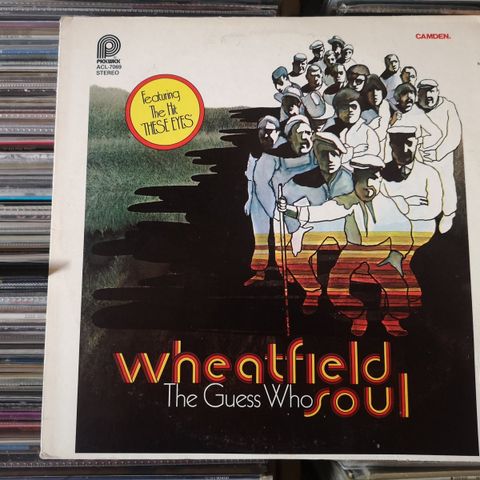 PICKWICK
ACL-7069
STEREO
CAMDEN.
Featuring
The Hit
"THESE EYES"
wheatfield
The Guess Who
soul